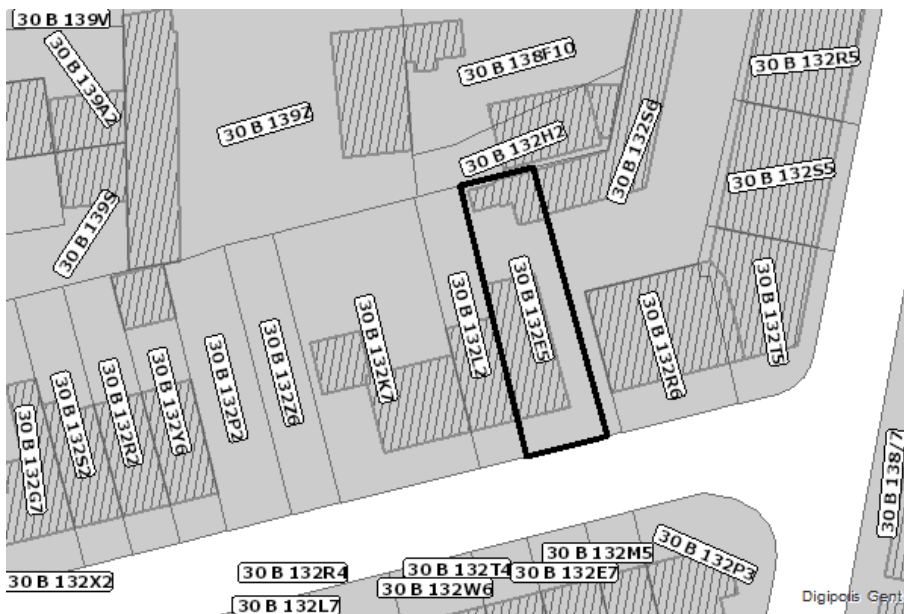 30 B 139V
30 B 139A2
30 B 138F10
30 B 132R5
30 B 139Z
30 B 132H2
30 B 132S6
30 B 132S5
30 B 139S
30 B 132E5
30 B 132L2
30 B 132T5
30 B 132K7
30 B 132R6
30 B 132Z6
30 B 132P2
30 B 132Y6
30 B 132R2
30 B 132S2
30 B 132G7
30 B 138/7
30 B 132M5
30 B 132P3
30 B 132X2
30 B 132R4
30 B 132T4
30 B 132E7
30 B 132W6
30 B 132L7
Digipolis Gent